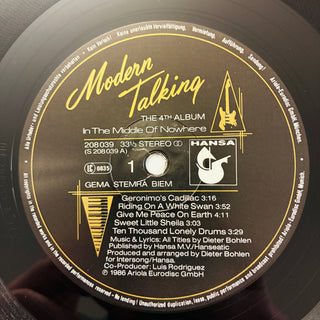 Modern
Talking
THE 4TH ALBUM
In The Middle Of Nowhere
208 039 33⅓ STEREO
(S 208 039 A)
LC 0835
1
HANSA
GEMA STEMRA BIEM
Geronimo's Cadillac 3:16
Riding On A White Swan 3:52
Give Me Peace On Earth 4:11
Sweet Little Sheila 3:03
Ten Thousand Lonely Drums 3:29
Music & Lyrics: All Titles by Dieter Bohlen
Published by Hansa M.V./Hanseatic
Produced and arranged by Dieter Bohlen
for Intersong/Hansa.
Co-Producer: Luis Rodriguez
℗ 1986 Ariola Eurodisc GmbH